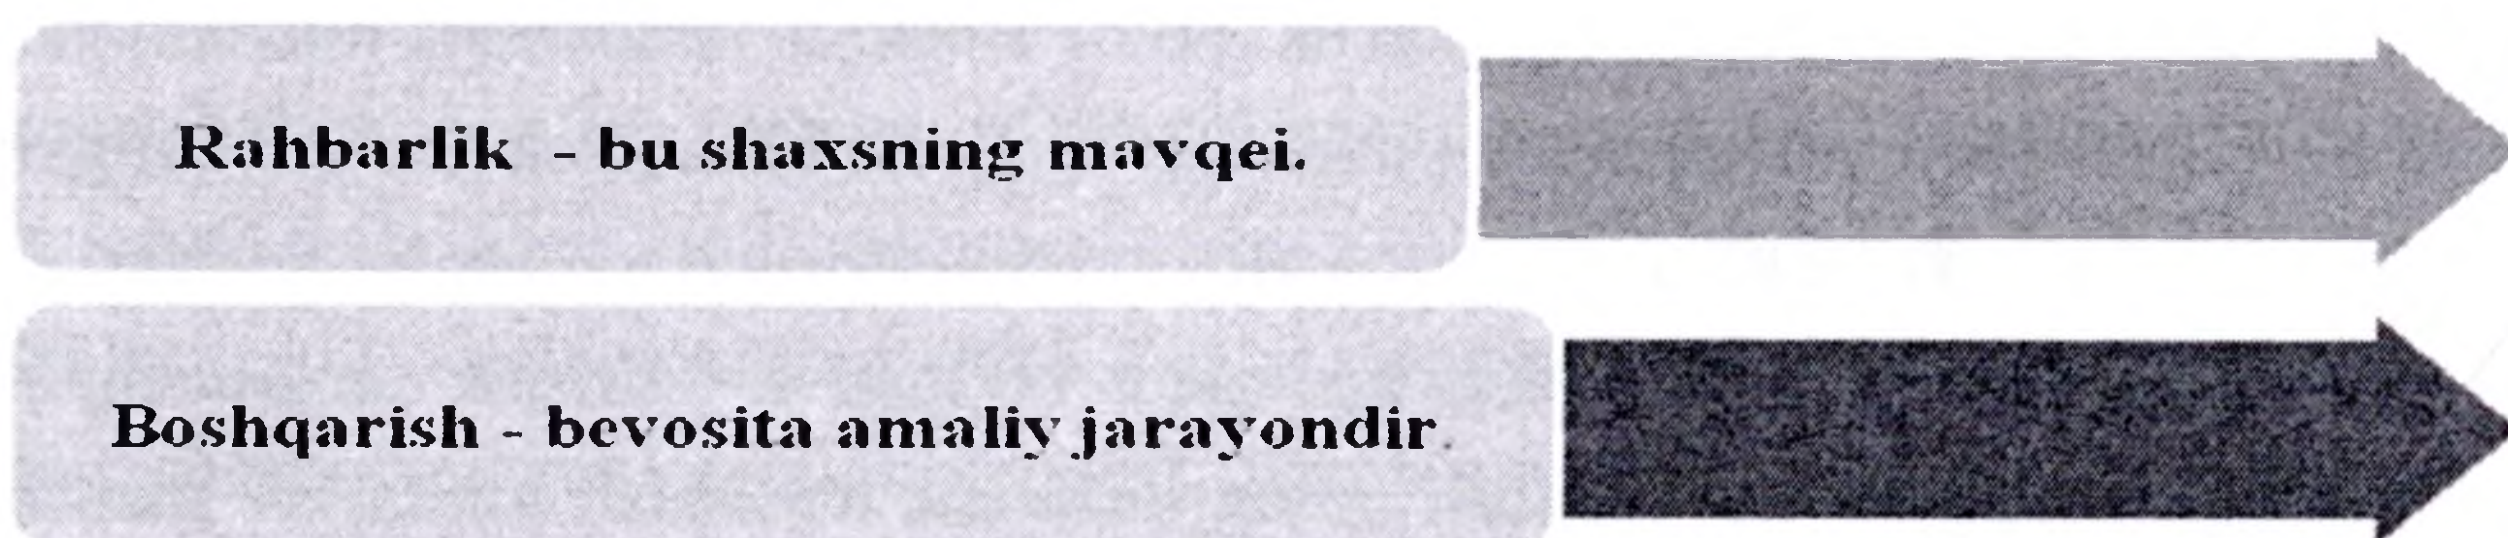 Rahbarlik - bu shaxsning mavqei.
Boshqarish - bevosita amaliy jarayondir.